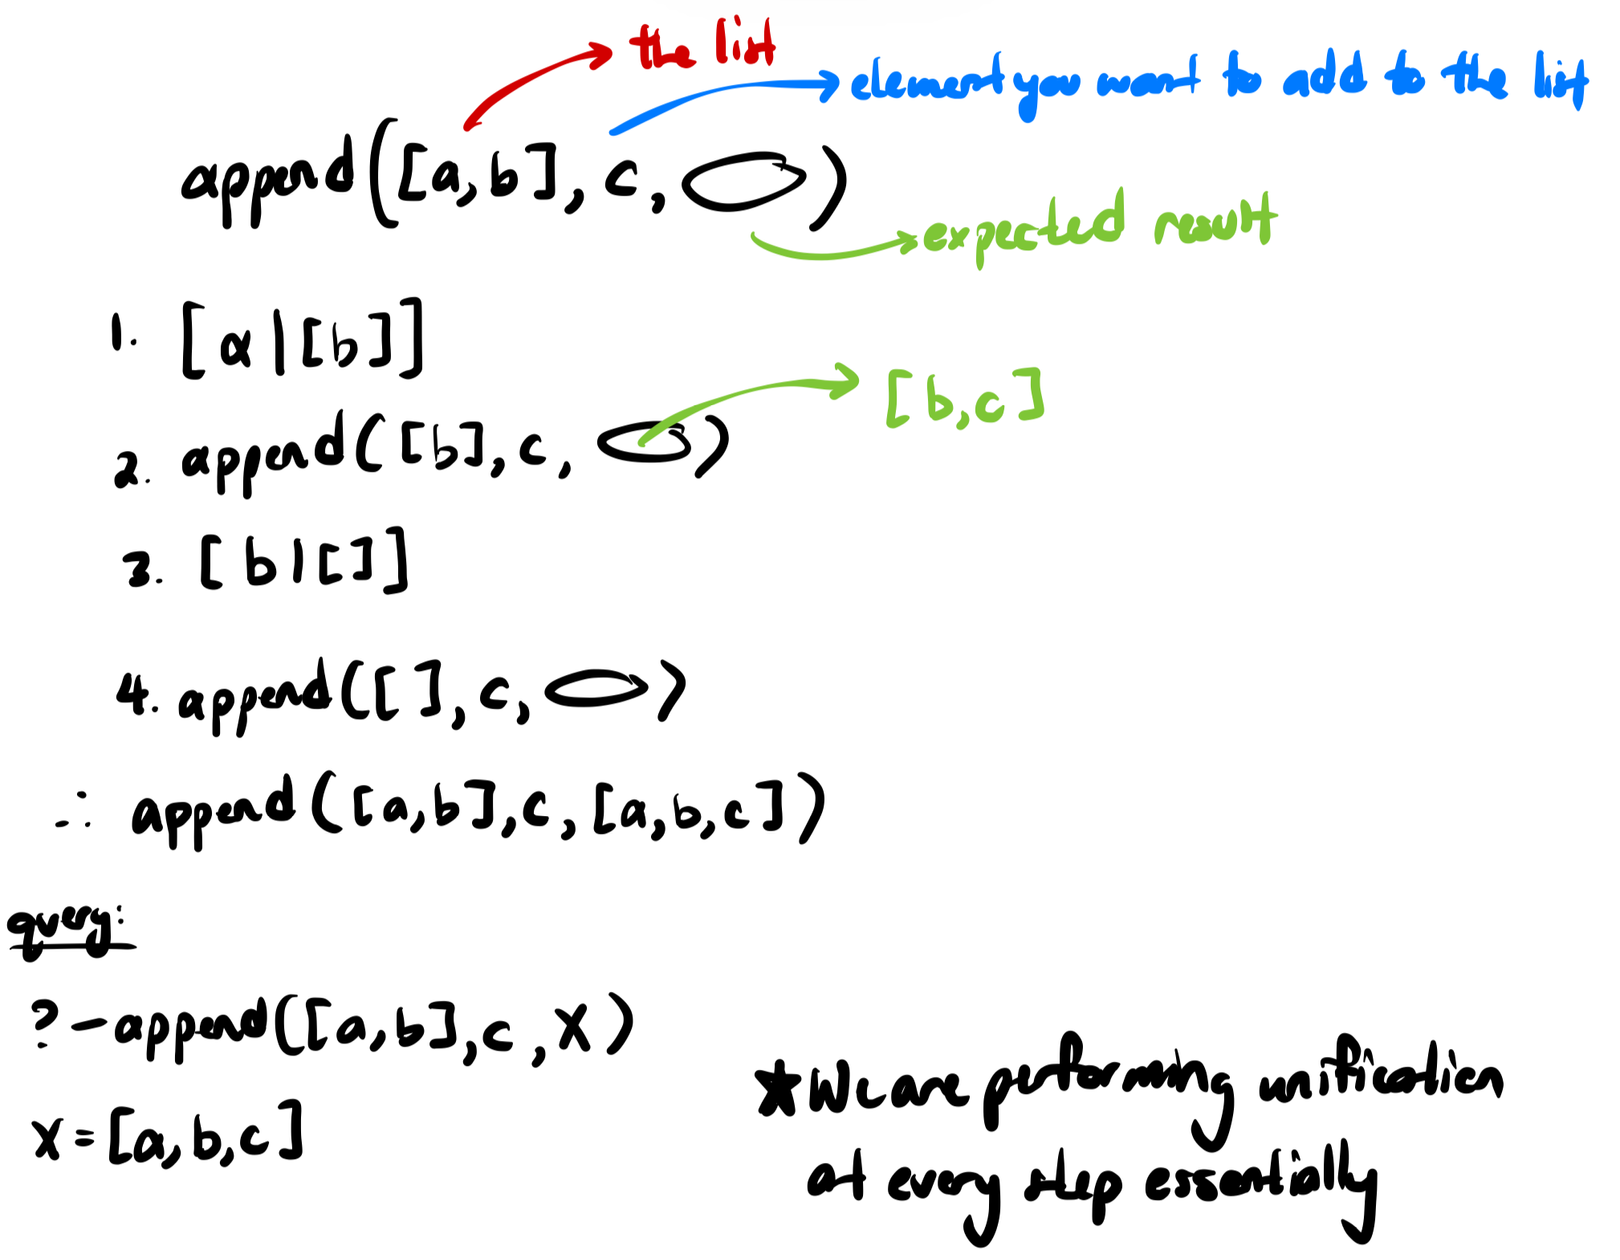 the list
element you want to add to the list
append([a,b], c, )
expected result
1. [a|[b]]
[b,c]
2. append([b],c, )
3. [b|[]]
4. append([],c, )
∴ append([a,b],c,[a,b,c])
query:
?-append([a,b],c,X)
X=[a,b,c]
*We are performing unification
at every step essentially